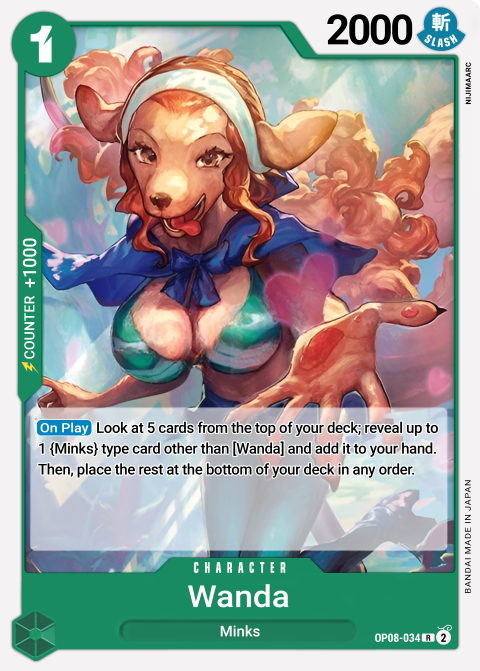 1
2000
斬
SLASH
NIJIMAARC
COUNTER +1000
On Play Look at 5 cards from the top of your deck; reveal up to
1 {Minks} type card other than [Wanda] and add it to your hand.
Then, place the rest at the bottom of your deck in any order.
BANDAI MADE IN JAPAN
CHARACTER
Wanda
Minks
OP08-034 R 2